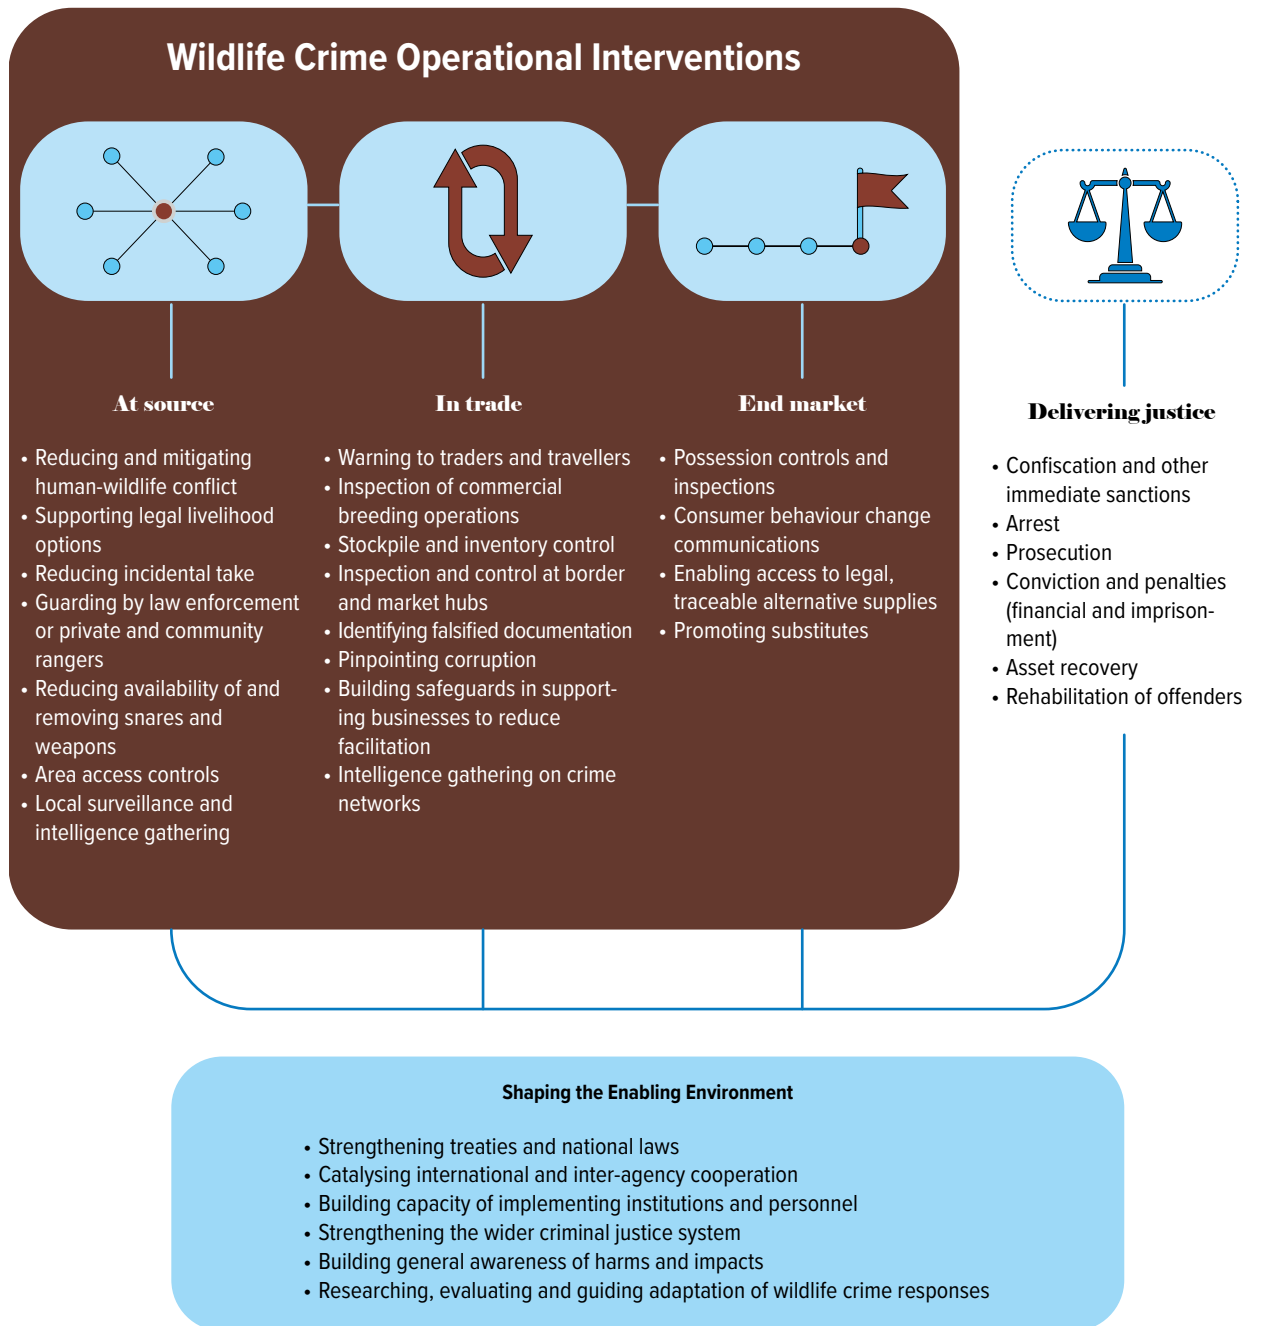 Wildlife Crime Operational Interventions
At source
• Reducing and mitigating
human-wildlife conflict
• Supporting legal livelihood
options
• Reducing incidental take
• Guarding by law enforcement
or private and community
rangers
• Reducing availability of and
removing snares and
weapons
• Area access controls
• Local surveillance and
intelligence gathering
In trade
• Warning to traders and travellers
• Inspection of commercial
breeding operations
• Stockpile and inventory control
• Inspection and control at border
and market hubs
• Identifying falsified documentation
• Pinpointing corruption
• Building safeguards in support-
ing businesses to reduce
facilitation
• Intelligence gathering on crime
networks
End market
• Possession controls and
inspections
• Consumer behaviour change
communications
• Enabling access to legal,
traceable alternative supplies
• Promoting substitutes
Delivering justice
• Confiscation and other
immediate sanctions
• Arrest
• Prosecution
• Conviction and penalties
(financial and imprison-
ment)
• Asset recovery
• Rehabilitation of offenders
Shaping the Enabling Environment
• Strengthening treaties and national laws
• Catalysing international and inter-agency cooperation
• Building capacity of implementing institutions and personnel
• Strengthening the wider criminal justice system
• Building general awareness of harms and impacts
• Researching, evaluating and guiding adaptation of wildlife crime responses